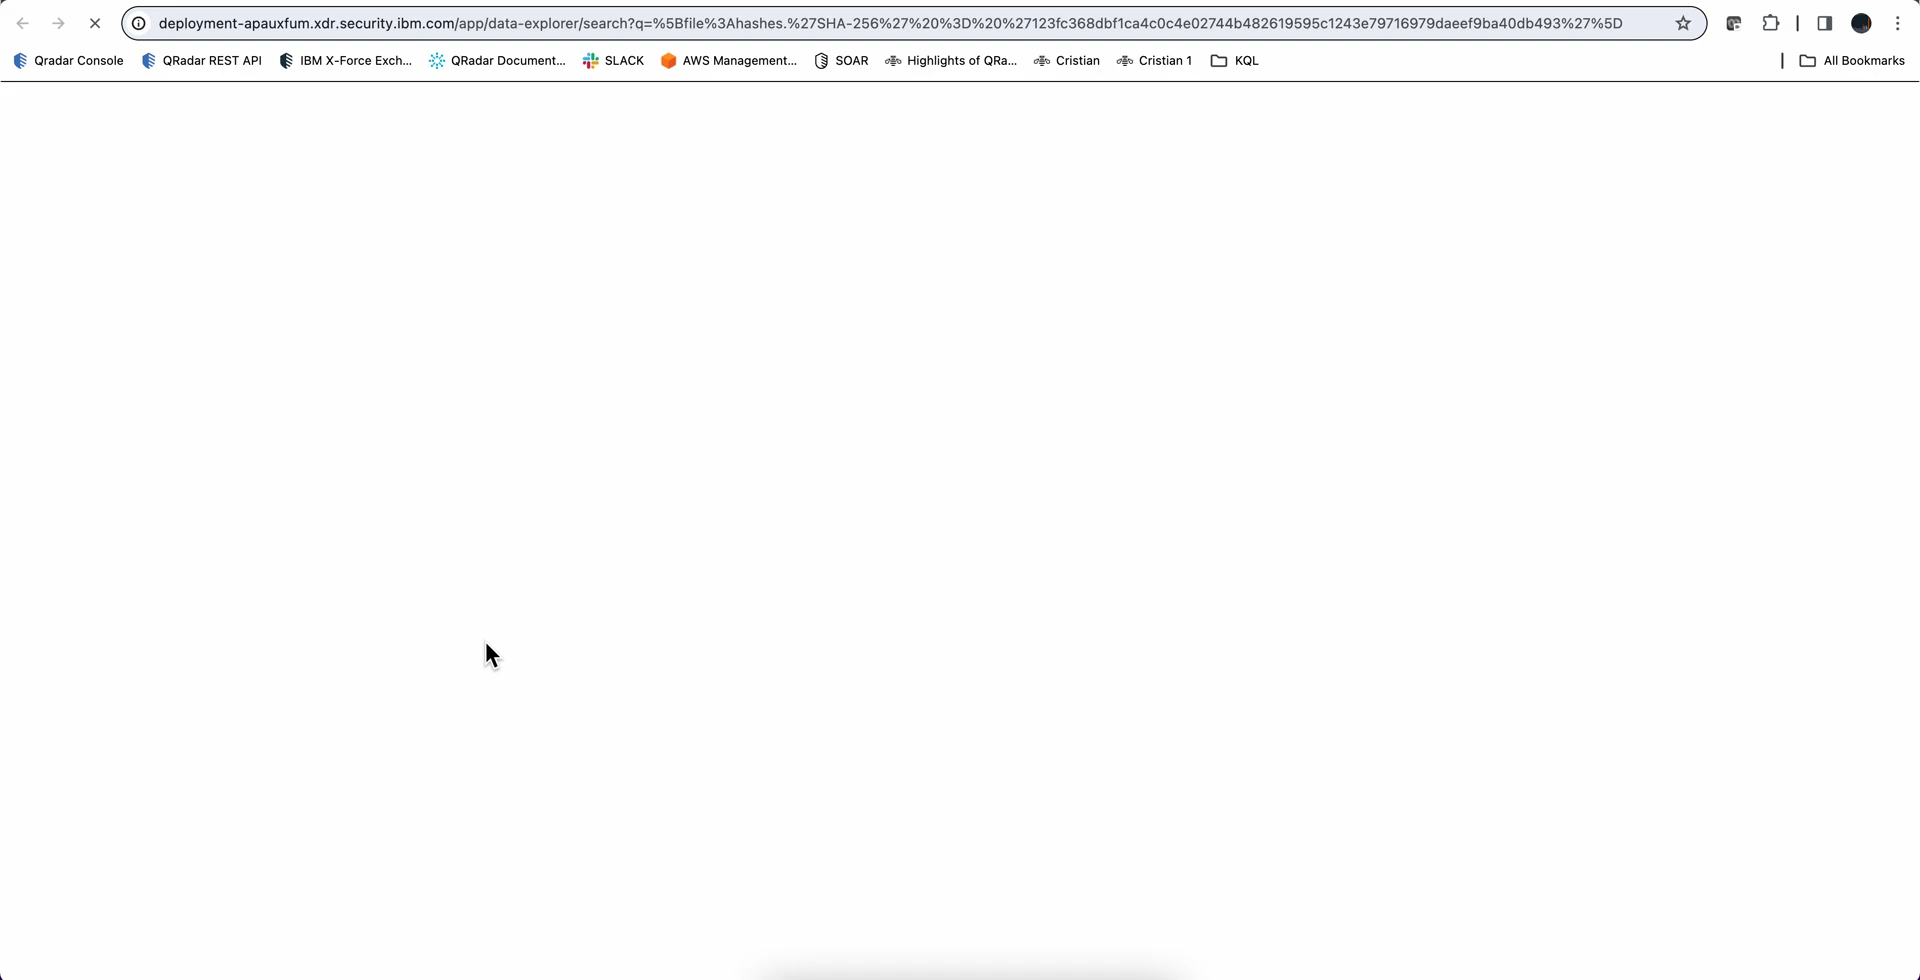 deployment-apauxfum.xdr.security.ibm.com/app/data-explorer/search?q=%5Bfile%3Ahashes.%27SHA-256%27%20%3D%20%27123fc368dbf1ca4c0c4e02744b482619595c1243e79716979daeef9ba40db493%27%5D
Qradar Console QRadar REST API IBM X-Force Exch... QRadar Document... SLACK AWS Management... SOAR Highlights of QRa... Cristian Cristian 1 KQL All Bookmarks